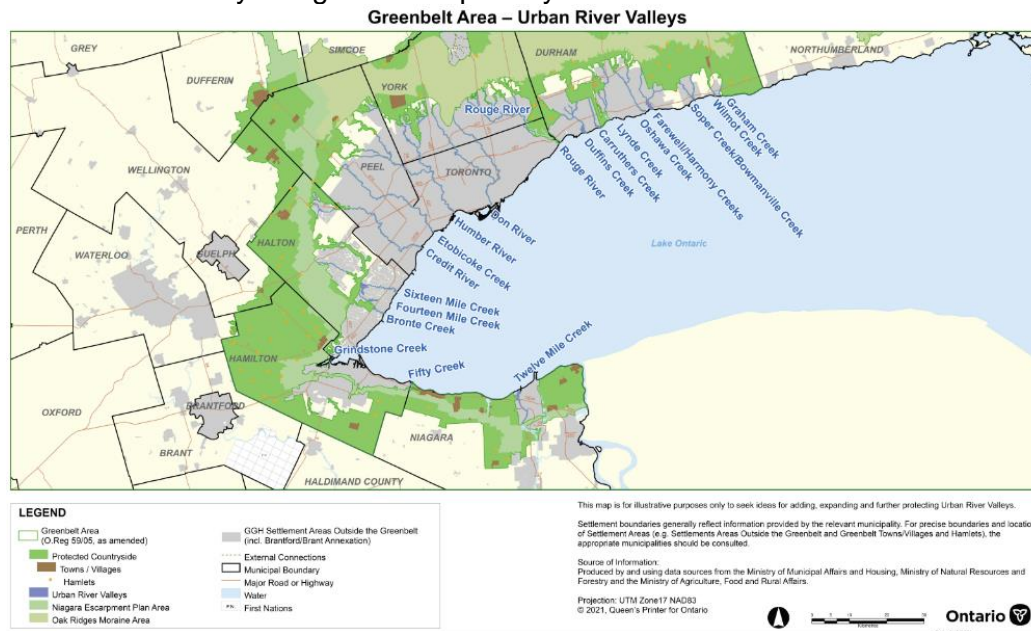 Greenbelt Area – Urban River Valleys
GREY
SIMCOE
DURHAM
NORTHUMBERLAND
DUFFERIN
YORK
Rouge River
PEEL
TORONTO
WELLINGTON
PERTH
WATERLOO
GUELPH
HALTON
HAMILTON
OXFORD
BRANTFORD
BRANT
HALDIMAND COUNTY
NIAGARA
Graham Creek
Wilmot Creek
Soper Creek/Bowmanville Creek
Farewell/Harmony Creeks
Oshawa Creek
Lynde Creek
Carruthers Creek
Duffins Creek
Rouge River
Don River
Humber River
Etobicoke Creek
Credit River
Sixteen Mile Creek
Fourteen Mile Creek
Bronte Creek
Grindstone Creek
Fifty Creek
Twelve Mile Creek
Lake Ontario
LEGEND
Greenbelt Area
(O.Reg 59/05, as amended)
Protected Countryside
Towns / Villages
Hamlets
Urban River Valleys
Niagara Escarpment Plan Area
Oak Ridges Moraine Area
GGH Settlement Areas Outside the Greenbelt
(incl. Brantford/Brant Annexation)
External Connections
Municipal Boundary
Major Road or Highway
Water
First Nations
This map is for illustrative purposes only to seek ideas for adding, expanding and further protecting Urban River Valleys.
Settlement boundaries generally reflect information provided by the relevant municipality. For precise boundaries and locatio
of Settlement Areas (e.g. Settlements Areas Outside the Greenbelt and Greenbelt Towns/Villages and Hamlets), the
appropriate municipalities should be consulted.
Source of Information:
Produced by and using data sources from the Ministry of Municipal Affairs and Housing, Ministry of Natural Resources and
Forestry and the Ministry of Agriculture, Food and Rural Affairs.
Projection: UTM Zone17 NAD83
© 2021, Queen's Printer for Ontario
Ontario